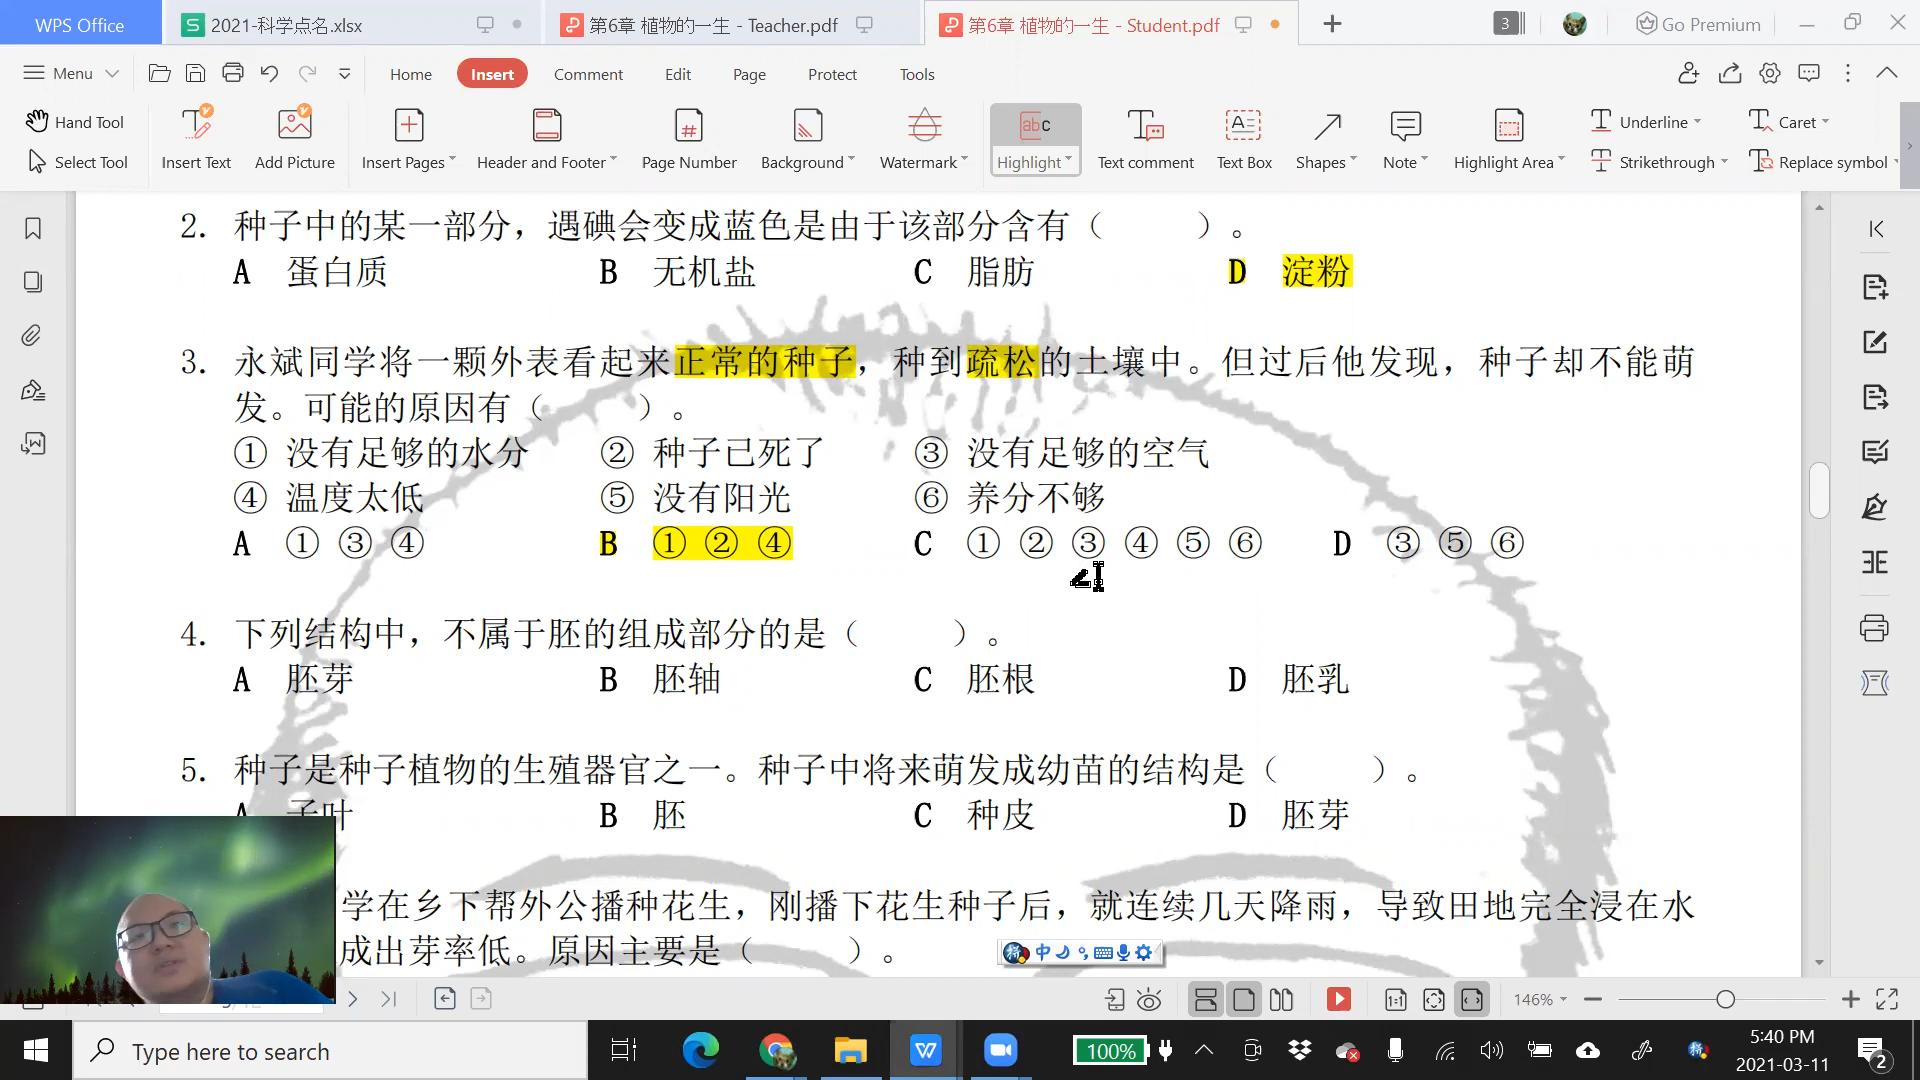 WPS Office
2021-科学点名.xlsx
第6章 植物的一生 - Teacher.pdf
第6章 植物的一生 - Student.pdf
3
Go Premium
Menu
Home
Insert
Comment
Edit
Page
Protect
Tools
Hand Tool
Select Tool
Insert Text
Add Picture
Insert Pages
Header and Footer
Page Number
Background
Watermark
Highlight
Text comment
Text Box
Shapes
Note
Highlight Area
Underline
Strikethrough
Caret
Replace symbol
2. 种子中的某一部分，遇碘会变成蓝色是由于该部分含有（ ）。
A 蛋白质 B 无机盐 C 脂肪 D 淀粉
3. 永斌同学将一颗外表看起来正常的种子，种到疏松的土壤中。但过后他发现，种子却不能萌
发。可能的原因有（ ）。
① 没有足够的水分 ② 种子已死了 ③ 没有足够的空气
④ 温度太低 ⑤ 没有阳光 ⑥ 养分不够
A ①③④ B ①②④ C ①②③④⑤⑥ D ③⑤⑥
4. 下列结构中，不属于胚的组成部分的是（ ）。
A 胚芽 B 胚轴 C 胚根 D 胚乳
5. 种子是种子植物的生殖器官之一。种子中将来萌发成幼苗的结构是（ ）。
A 子叶 B 胚 C 种皮 D 胚芽
学在乡下帮外公播种花生，刚播下花生种子后，就连续几天降雨，导致田地完全浸在水
成出芽率低。原因主要是（ ）。
中
146%
Type here to search
100%
5:40 PM
2021-03-11
2